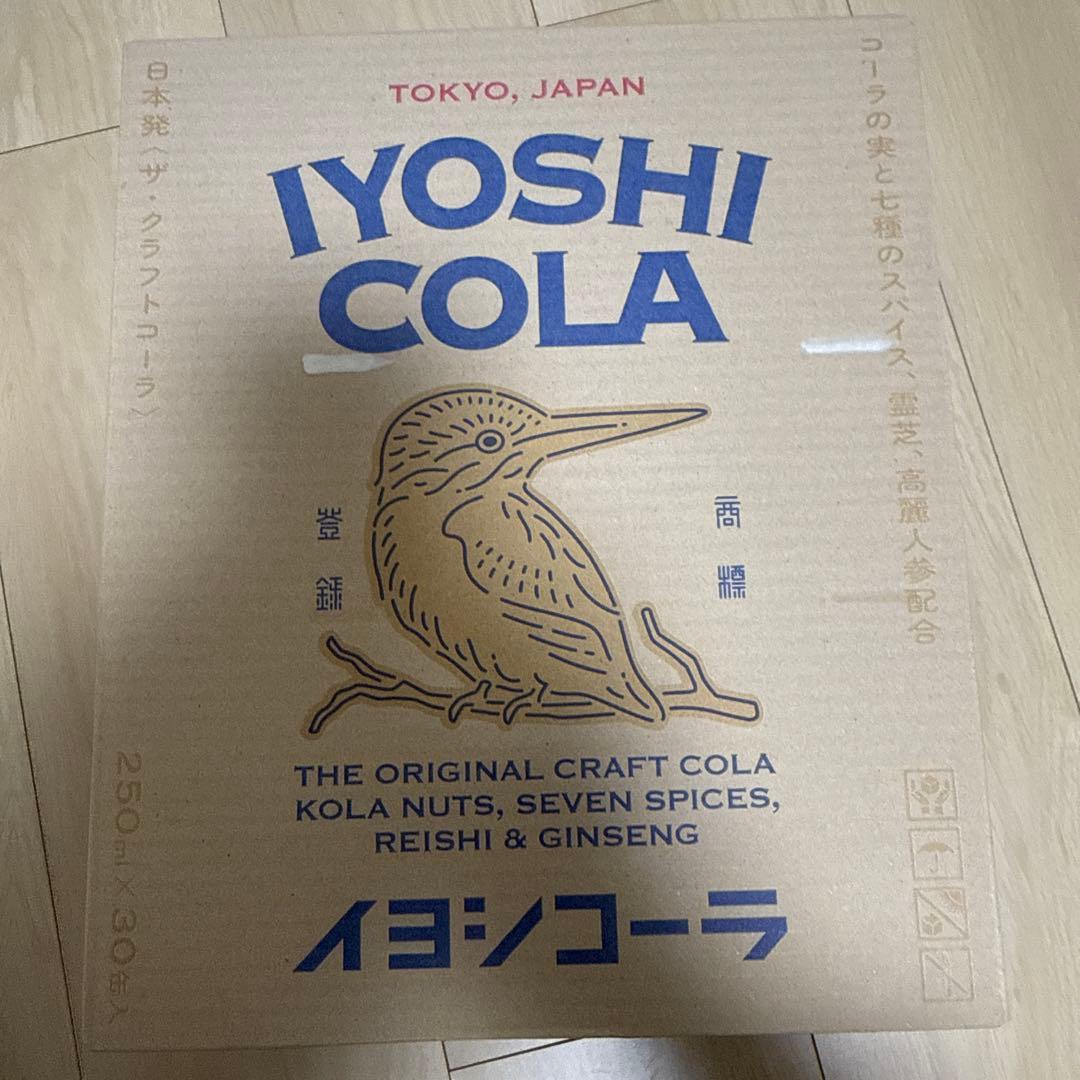 TOKYO, JAPAN
IYOSHI
COLA
コーラの実と七種のスパイス、霊芝、高麗人参配合
日本発〈ザ・クラフトコーラ〉
商標
登録
THE ORIGINAL CRAFT COLA
KOLA NUTS, SEVEN SPICES,
REISHI & GINSENG
イヨシコーラ
250ml×30缶入